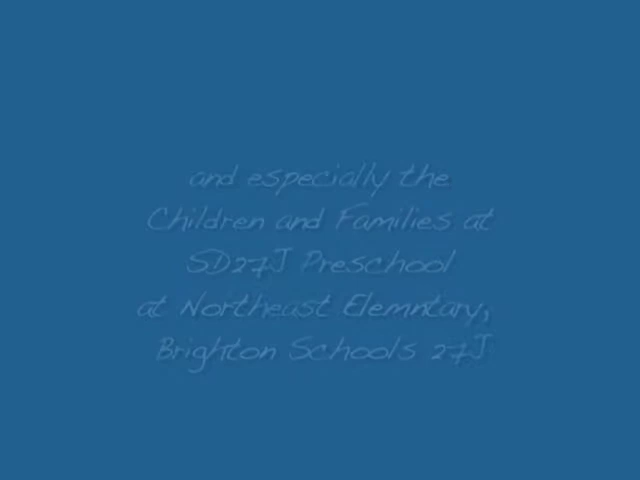 and especially the
Children and Families at
SD27J Preschool
at Northeast Elemntary,
Brighton Schools 27J